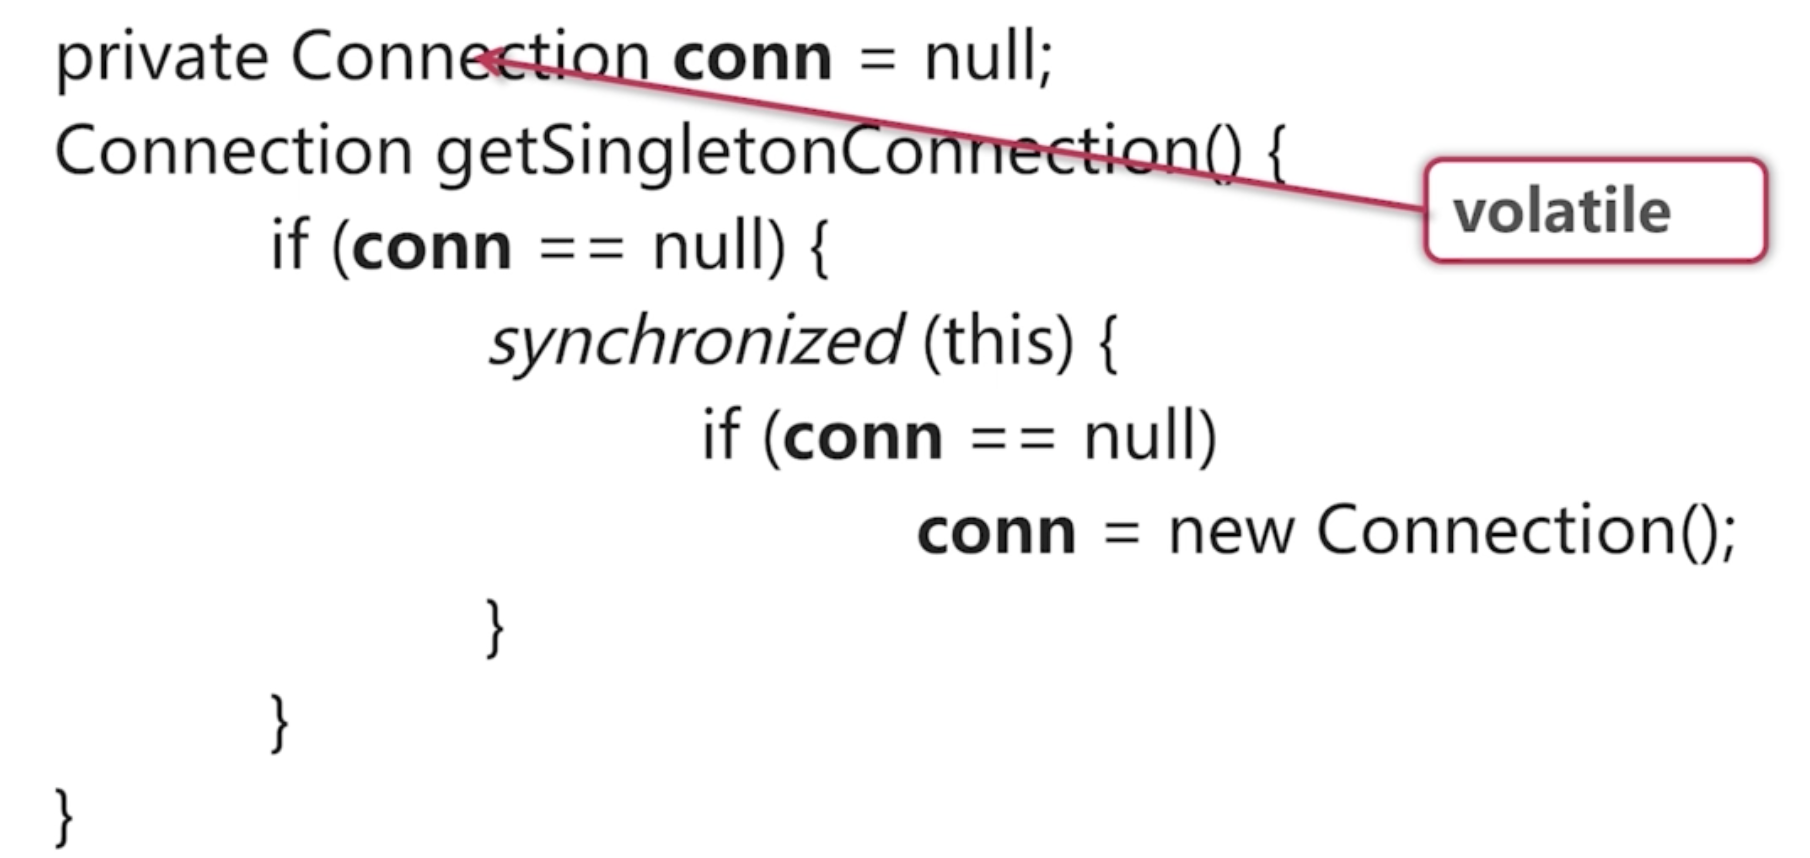 private Connection conn = null;
Connection getSingletonConnection() {
volatile
if (conn == null) {
synchronized (this) {
if (conn == null)
conn = new Connection();
}
}
}